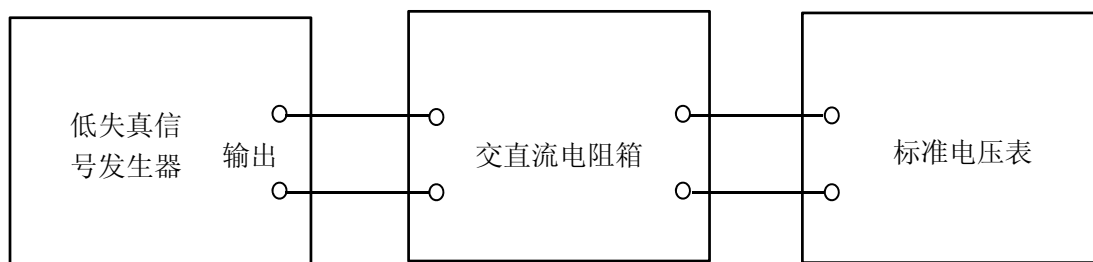 低失真信
号发生器
输出
交直流电阻箱
标准电压表